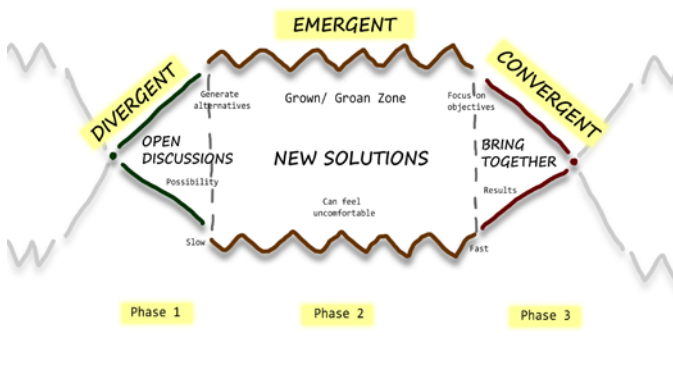 EMERGENT
DIVERGENT
CONVERGENT
Generate
alternatives
Grown/ Groan Zone
Focus on
objectives
OPEN
DISCUSSIONS
NEW SOLUTIONS
BRING
TOGETHER
Possibility
Results
Can feel
uncomfortable
Slow
Fast
Phase 1
Phase 2
Phase 3